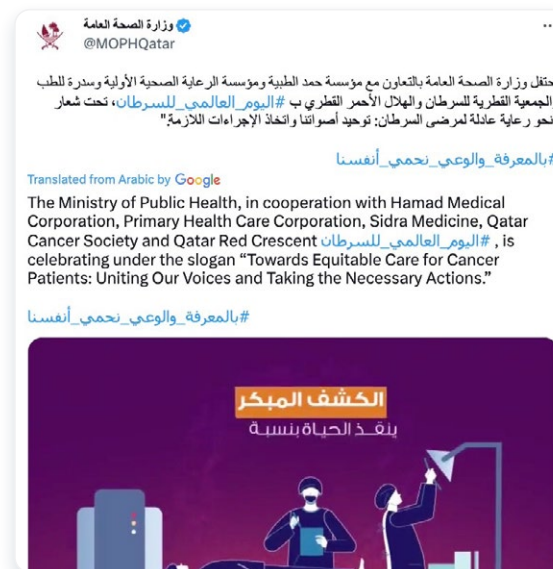 وزارة الصحة العامة
@MOPHQatar
حتفل وزارة الصحة العامة بالتعاون مع مؤسسة حمد الطبية ومؤسسة الرعاية الصحية الأولية وسدرة للطب
الجمعية القطرية للسرطان والهلال الأحمر القطري ب #اليوم_العالمي_للسرطان، تحت شعار
نحو رعاية عادلة لمرضى السرطان: توحيد أصواتنا واتخاذ الإجراءات اللازمة."
#بالمعرفة_والوعي_نحمي_أنفسنا
Translated from Arabic by Google
The Ministry of Public Health, in cooperation with Hamad Medical
Corporation, Primary Health Care Corporation, Sidra Medicine, Qatar
Cancer Society and Qatar Red Crescent #اليوم_العالمي_للسرطان , is
celebrating under the slogan “Towards Equitable Care for Cancer
Patients: Uniting Our Voices and Taking the Necessary Actions.”
#بالمعرفة_والوعي_نحمي_أنفسنا
الكشف المبكر
ينقذ الحياة بنسبة